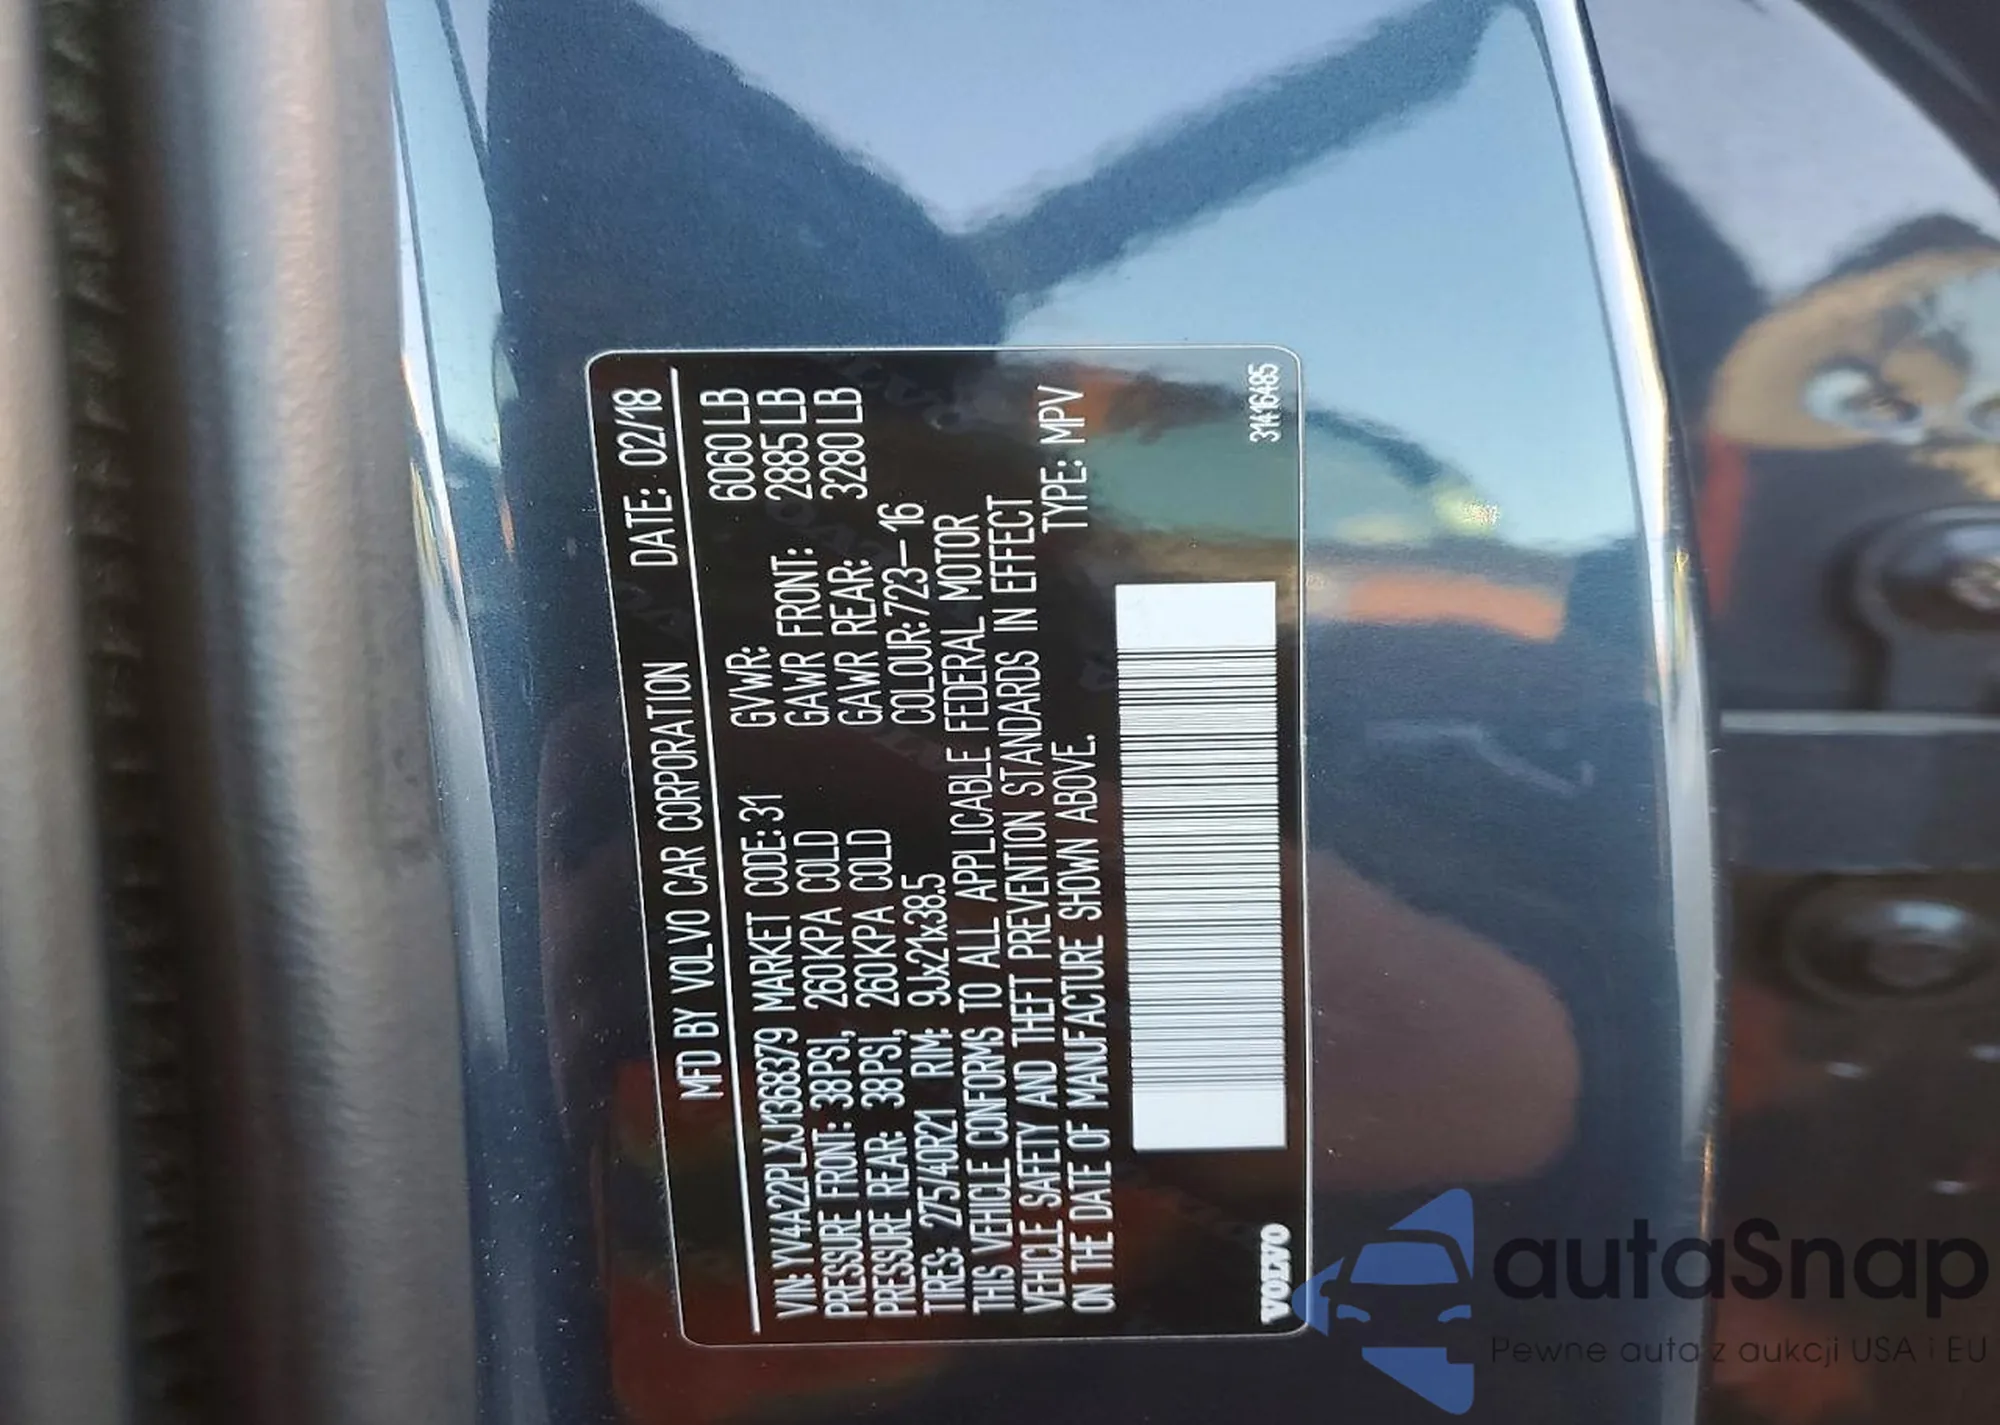 MFD BY VOLVO CAR CORPORATION DATE: 02/18
VIN: YV4A22PLXJ1368379 MARKET CODE: 31 GVWR: 6060 LB
PRESSURE FRONT: 38PSI, 260KPA COLD GAWR FRONT: 2885 LB
PRESSURE REAR: 38PSI, 260KPA COLD GAWR REAR: 3280 LB
TIRES: 275/40R21 RIM: 9Jx21x38.5 COLOUR: 723-16
THIS VEHICLE CONFORMS TO ALL APPLICABLE FEDERAL MOTOR
VEHICLE SAFETY AND THEFT PREVENTION STANDARDS IN EFFECT
ON THE DATE OF MANUFACTURE SHOWN ABOVE. TYPE: MPV
VOLVO 31416485
autaSnap
Pewne auta z aukcji USA i EU